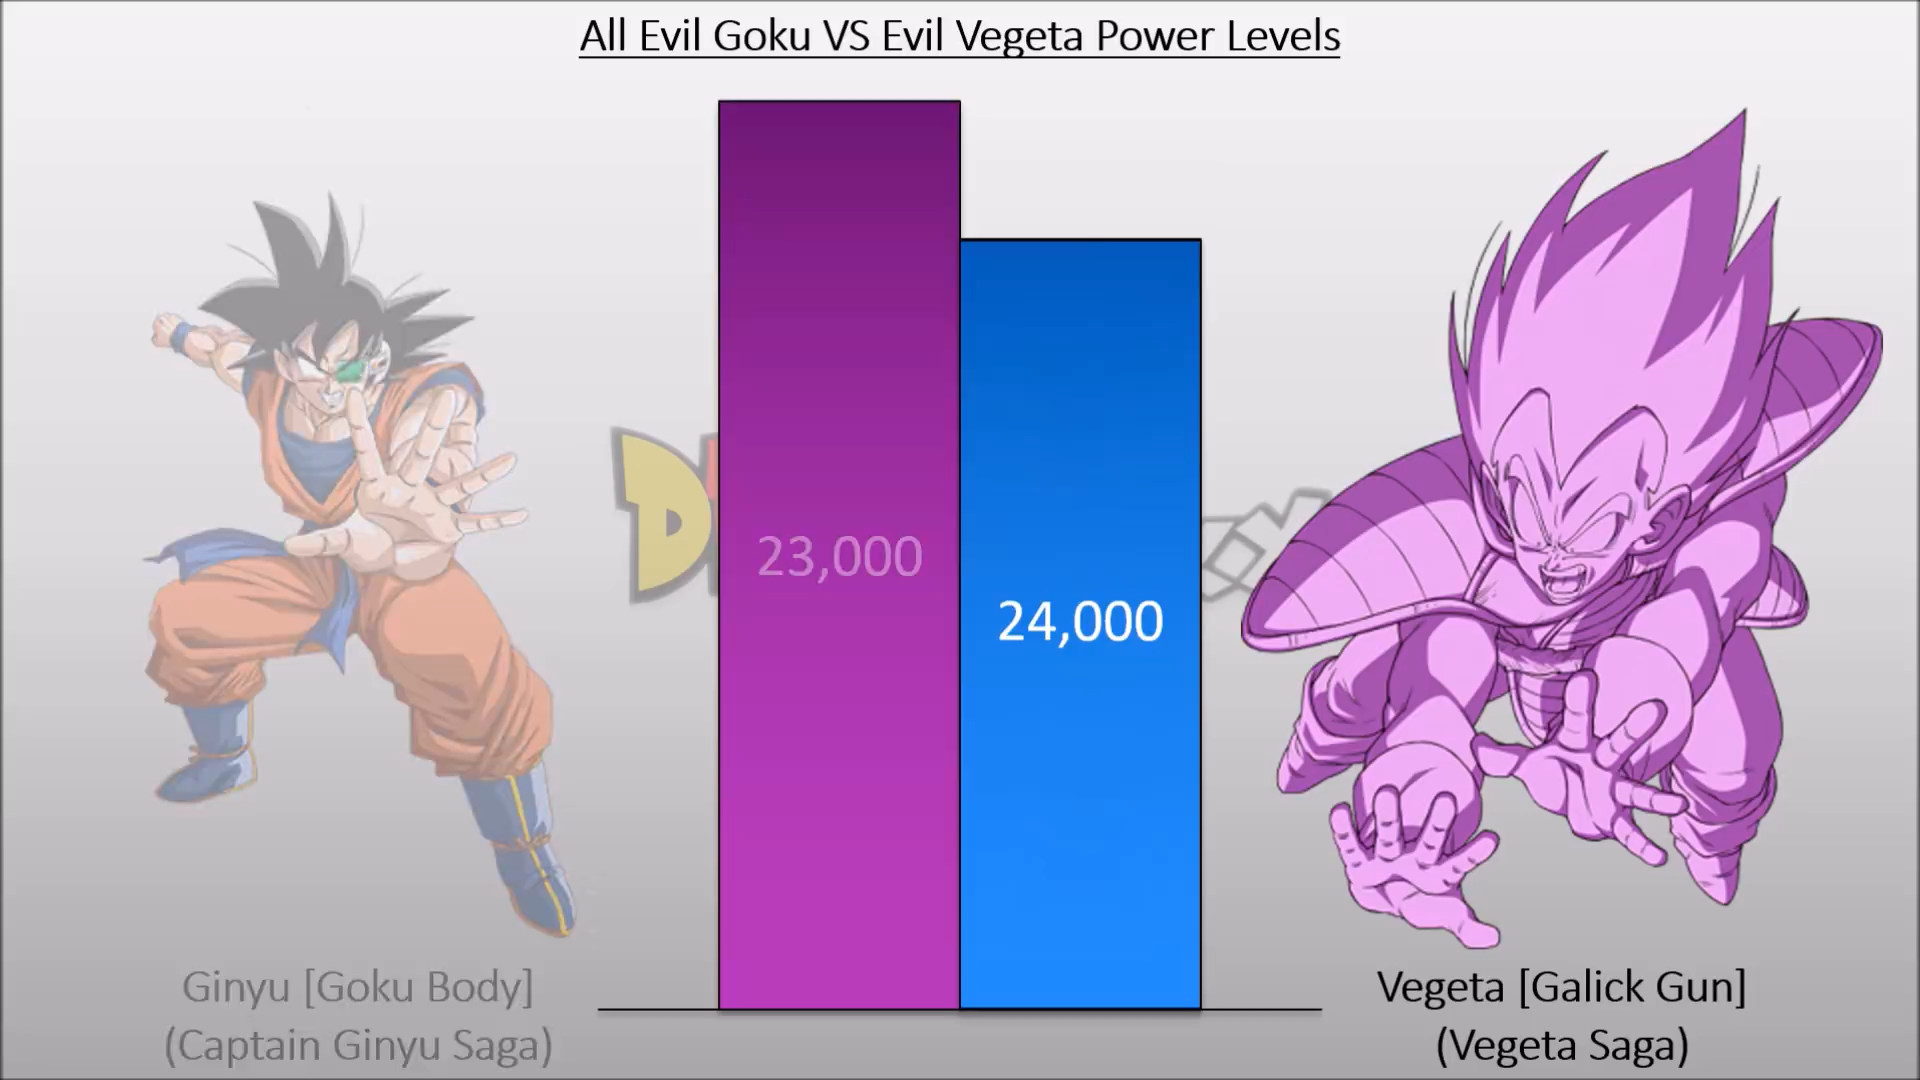 All Evil Goku VS Evil Vegeta Power Levels
23,000
24,000
Ginyu [Goku Body]
(Captain Ginyu Saga)
Vegeta [Galick Gun]
(Vegeta Saga)